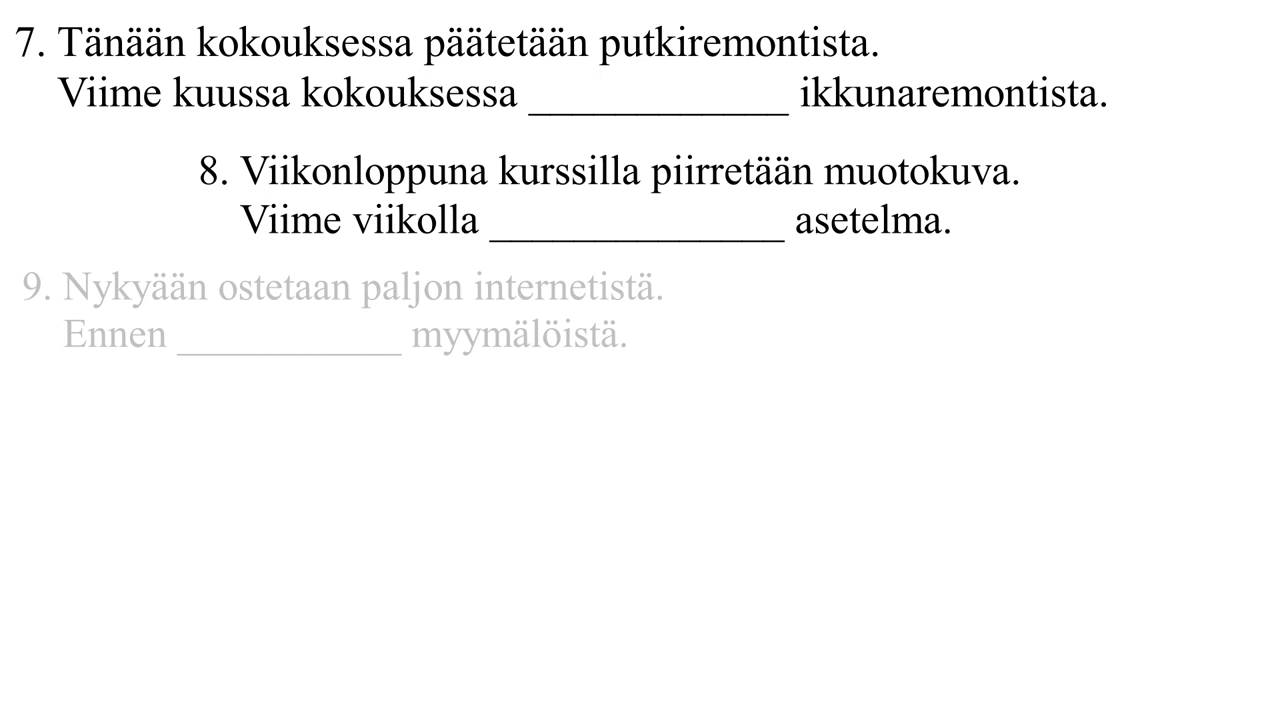 7. Tänään kokouksessa päätetään putkiremontista.
Viime kuussa kokouksessa ____________ ikkunaremontista.
8. Viikonloppuna kurssilla piirretään muotokuva.
Viime viikolla ______________ asetelma.
9. Nykyään ostetaan paljon internetistä.
Ennen ___________ myymälöistä.